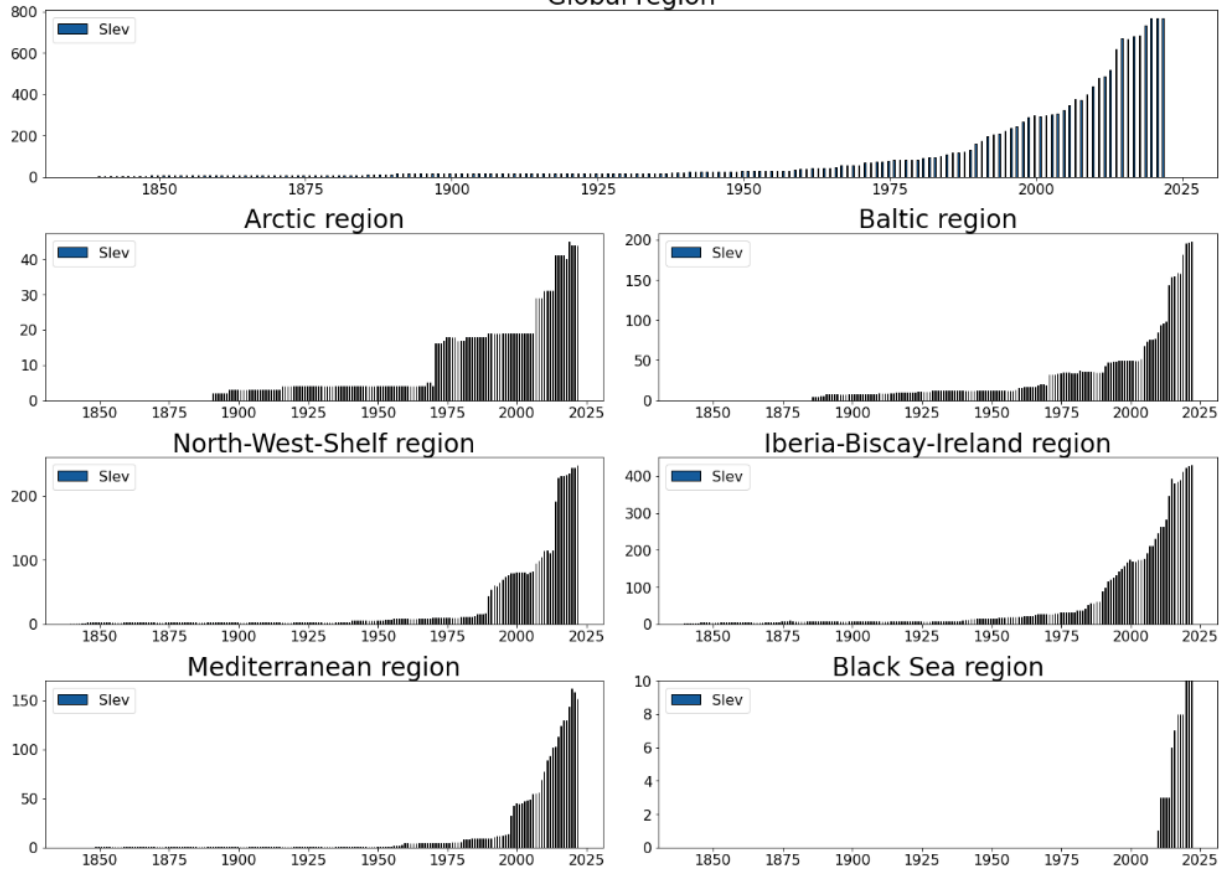 Global region
800
Slev
600
400
200
0
1850 1875 1900 1925 1950 1975 2000 2025
Arctic region Baltic region
Slev
40
30
20
10
0
1850 1875 1900 1925 1950 1975 2000 2025
Slev
200
150
100
50
0
1850 1875 1900 1925 1950 1975 2000 2025
North-West-Shelf region Iberia-Biscay-Ireland region
Slev
200
100
0
1850 1875 1900 1925 1950 1975 2000 2025
Slev
400
300
200
100
0
1850 1875 1900 1925 1950 1975 2000 2025
Mediterranean region Black Sea region
Slev
150
100
50
0
1850 1875 1900 1925 1950 1975 2000 2025
10
Slev
8
6
4
2
0
1850 1875 1900 1925 1950 1975 2000 2025